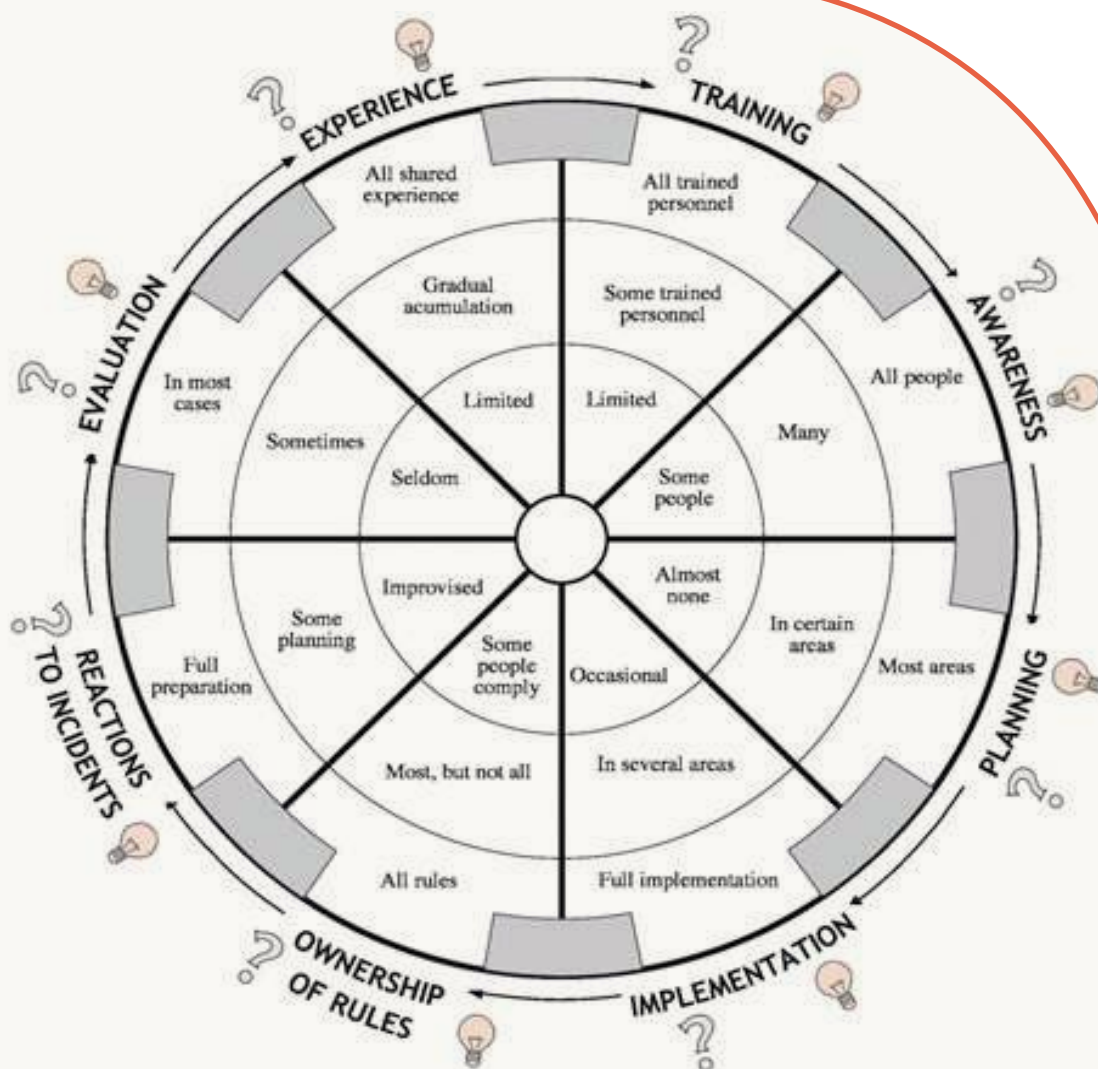 EXPERIENCE
TRAINING
AWARENESS
PLANNING
IMPLEMENTATION
OWNERSHIP
OF RULES
REACTIONS
TO INCIDENTS
EVALUATION
All shared
experience
Gradual
acumulation
Limited
All trained
personnel
Some trained
personnel
Limited
All people
Many
Some
people
Most areas
In certain
areas
Almost
none
Full implementation
In several areas
Occasional
All rules
Most, but not all
Some
people
comply
Full
preparation
Some
planning
Improvised
In most
cases
Sometimes
Seldom
?
?
?
?
?
?
?
?